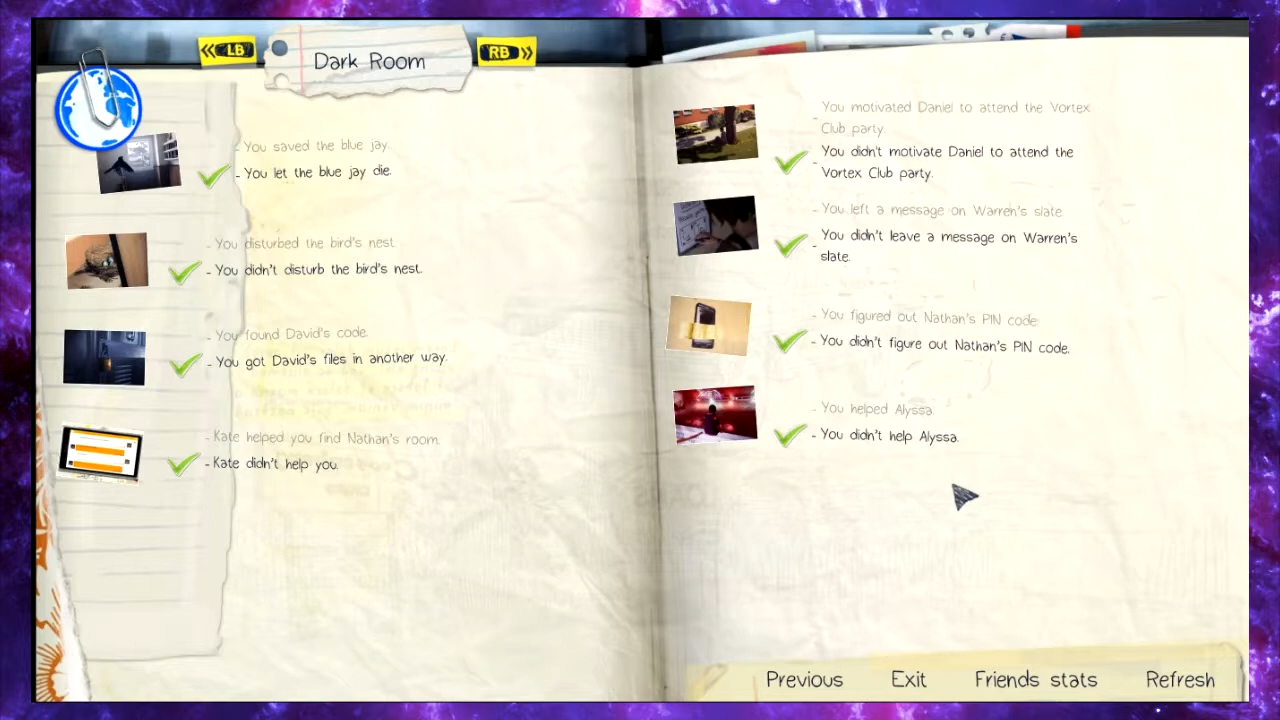 LB
Dark Room
RB
- You saved the blue jay.
- You let the blue jay die.
- You disturbed the bird's nest.
- You didn't disturb the bird's nest.
- You found David's code.
- You got David's files in another way.
- Kate helped you find Nathan's room.
- Kate didn't help you.
- You motivated Daniel to attend the Vortex
Club party
- You didn't motivate Daniel to attend the
Vortex Club party.
- You left a message on Warren's slate
- You didn't leave a message on Warren's
slate.
- You figured out Nathan's PIN code.
- You didn't figure out Nathan's PIN code.
- You helped Alyssa.
- You didn't help Alyssa.
Previous
Exit
Friends stats
Refresh